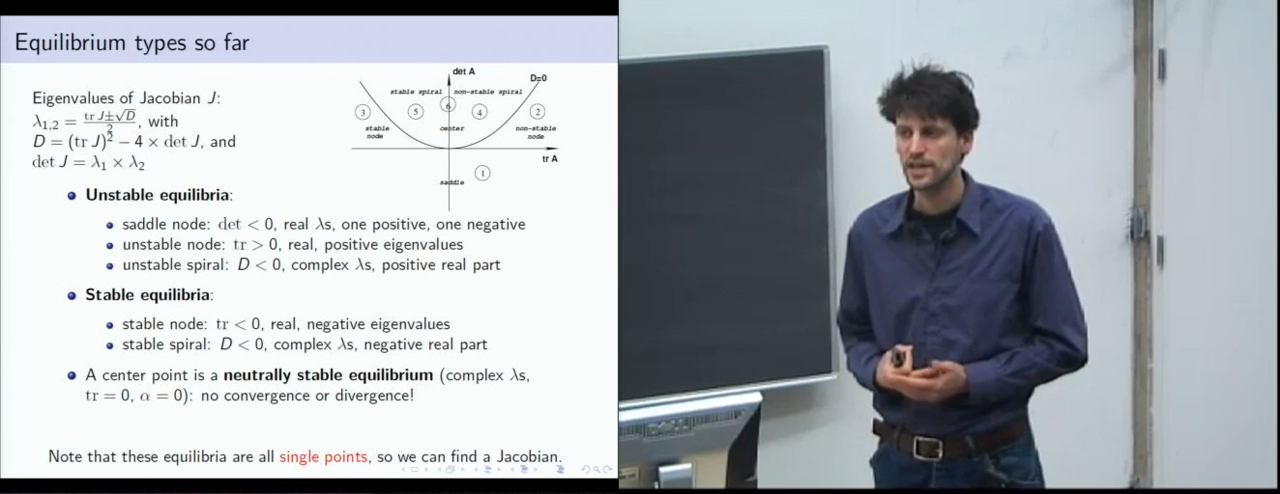 Equilibrium types so far
Eigenvalues of Jacobian J:
λ1,2 = (tr J±√D)/2, with
D = (tr J)² − 4 × det J, and
det J = λ1 × λ2
det A
D=0
stable spiral
non-stable spiral
3
5
6
4
2
stable node
center
non-stable node
tr A
1
saddle
Unstable equilibria:
saddle node: det < 0, real λs, one positive, one negative
unstable node: tr > 0, real, positive eigenvalues
unstable spiral: D < 0, complex λs, positive real part
Stable equilibria:
stable node: tr < 0, real, negative eigenvalues
stable spiral: D < 0, complex λs, negative real part
A center point is a neutrally stable equilibrium (complex λs,
tr = 0, α = 0): no convergence or divergence!
Note that these equilibria are all single points, so we can find a Jacobian.